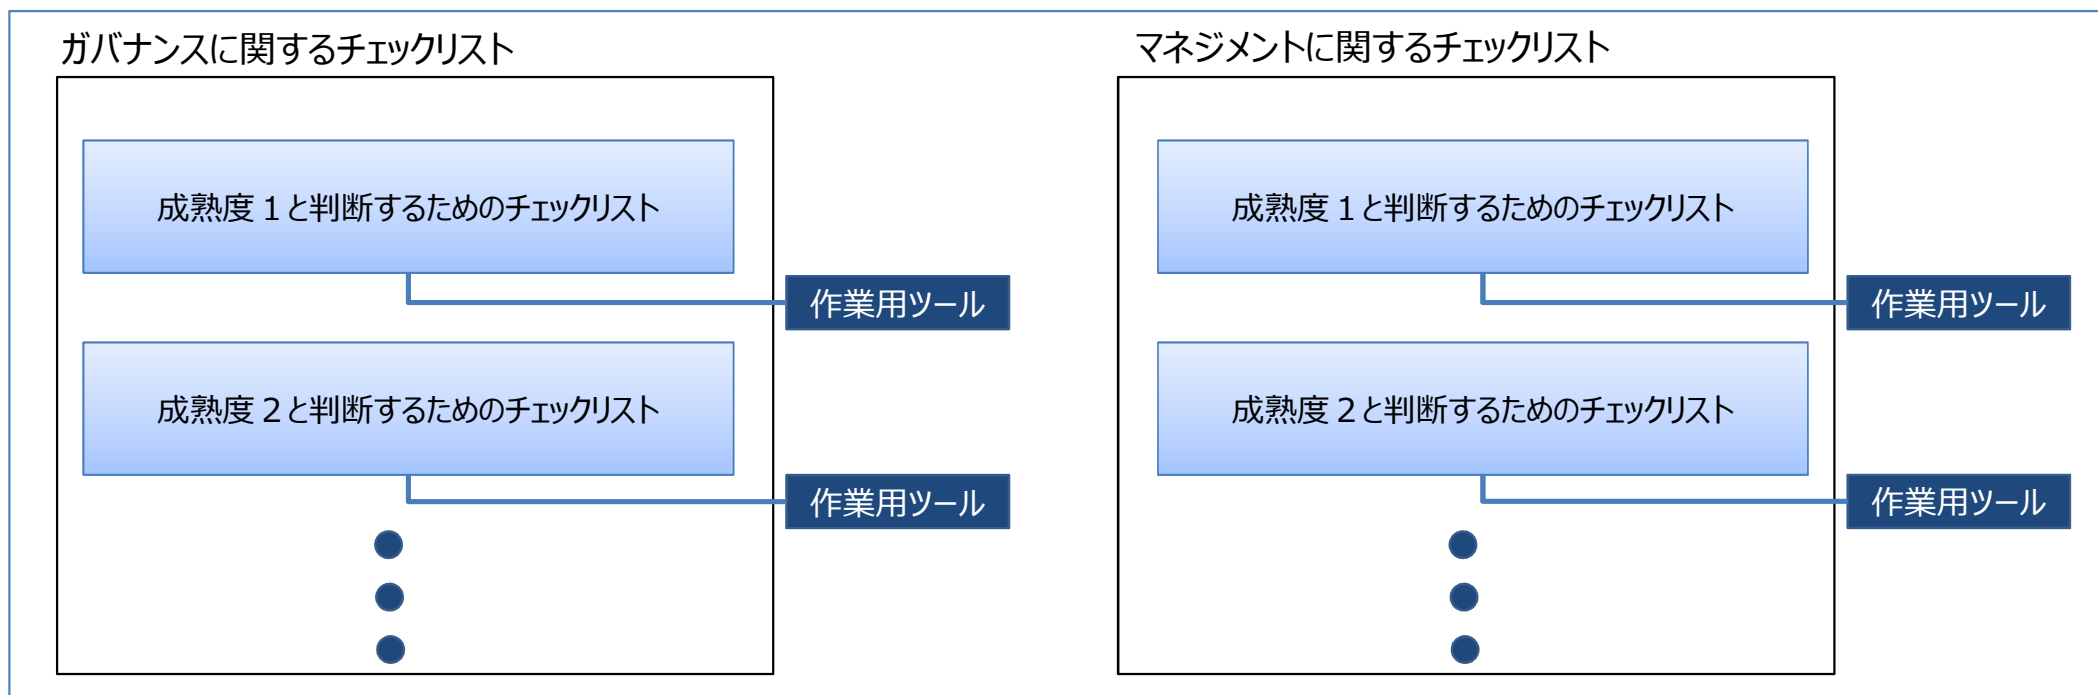 ガバナンスに関するチェックリスト
成熟度１と判断するためのチェックリスト
作業用ツール
成熟度２と判断するためのチェックリスト
作業用ツール
マネジメントに関するチェックリスト
成熟度１と判断するためのチェックリスト
作業用ツール
成熟度２と判断するためのチェックリスト
作業用ツール